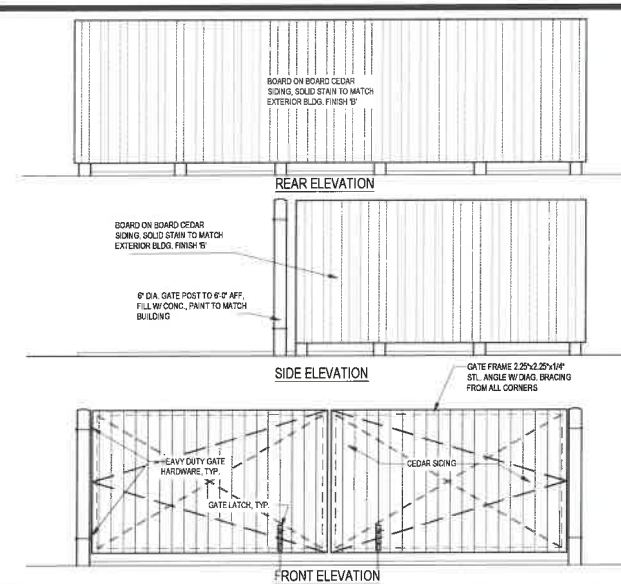 BOARD ON BOARD CEDAR
SIDING, SOLID STAIN TO MATCH
EXTERIOR BLDG. FINISH 'B'
REAR ELEVATION
BOARD ON BOARD CEDAR
SIDING, SOLID STAIN TO MATCH
EXTERIOR BLDG. FINISH 'B'
6" DIA. GATE POST TO 6'-0" AFF,
FILL W/ CONC., PAINT TO MATCH
BUILDING
SIDE ELEVATION
GATE FRAME 2.25"x2.25"x1/4"
STL. ANGLE W/ DIAG. BRACING
FROM ALL CORNERS
EAVY DUTY GATE
HARDWARE, TYP.
CEDAR SIDING
GATE LATCH, TYP.
FRONT ELEVATION